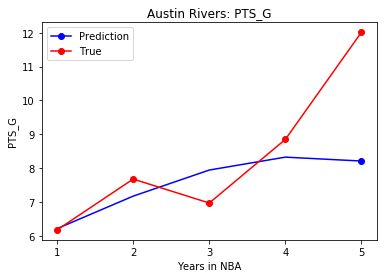 Austin Rivers: PTS_G
Prediction
True
12
11
10
9
8
7
6
PTS_G
1 2 3 4 5
Years in NBA